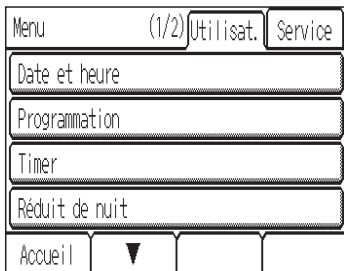 Menu (1/2) Utilisat. Service
Date et heure
Programmation
Timer
Réduit de nuit
Accueil ▼